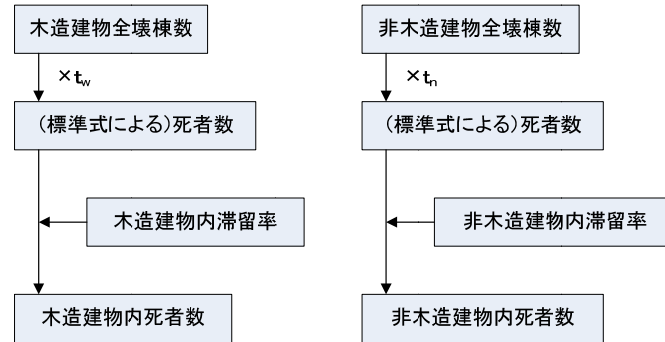 木造建物全壊棟数
×tw
(標準式による)死者数
木造建物内滞留率
木造建物内死者数
非木造建物全壊棟数
×tn
(標準式による)死者数
非木造建物内滞留率
非木造建物内死者数